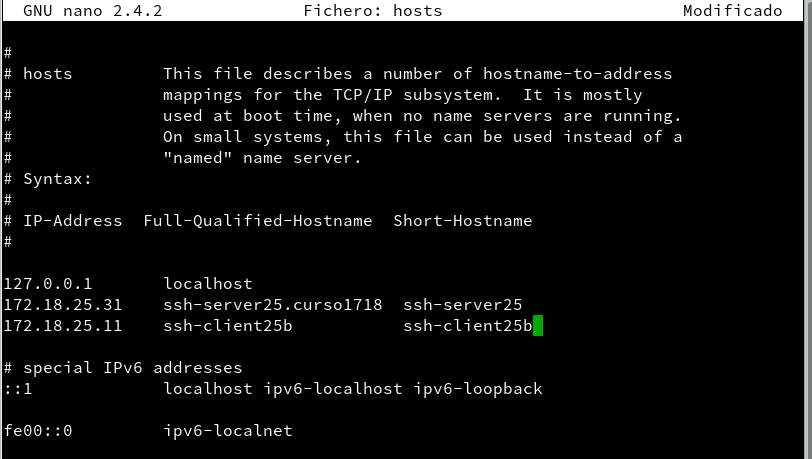 GNU nano 2.4.2 Fichero: hosts Modificado
#
# hosts This file describes a number of hostname-to-address
# mappings for the TCP/IP subsystem. It is mostly
# used at boot time, when no name servers are running.
# On small systems, this file can be used instead of a
# "named" name server.
# Syntax:
#
# IP-Address Full-Qualified-Hostname Short-Hostname
#
127.0.0.1 localhost
172.18.25.31 ssh-server25.curso1718 ssh-server25
172.18.25.11 ssh-client25b ssh-client25b
# special IPv6 addresses
::1 localhost ipv6-localhost ipv6-loopback
fe00::0 ipv6-localnet